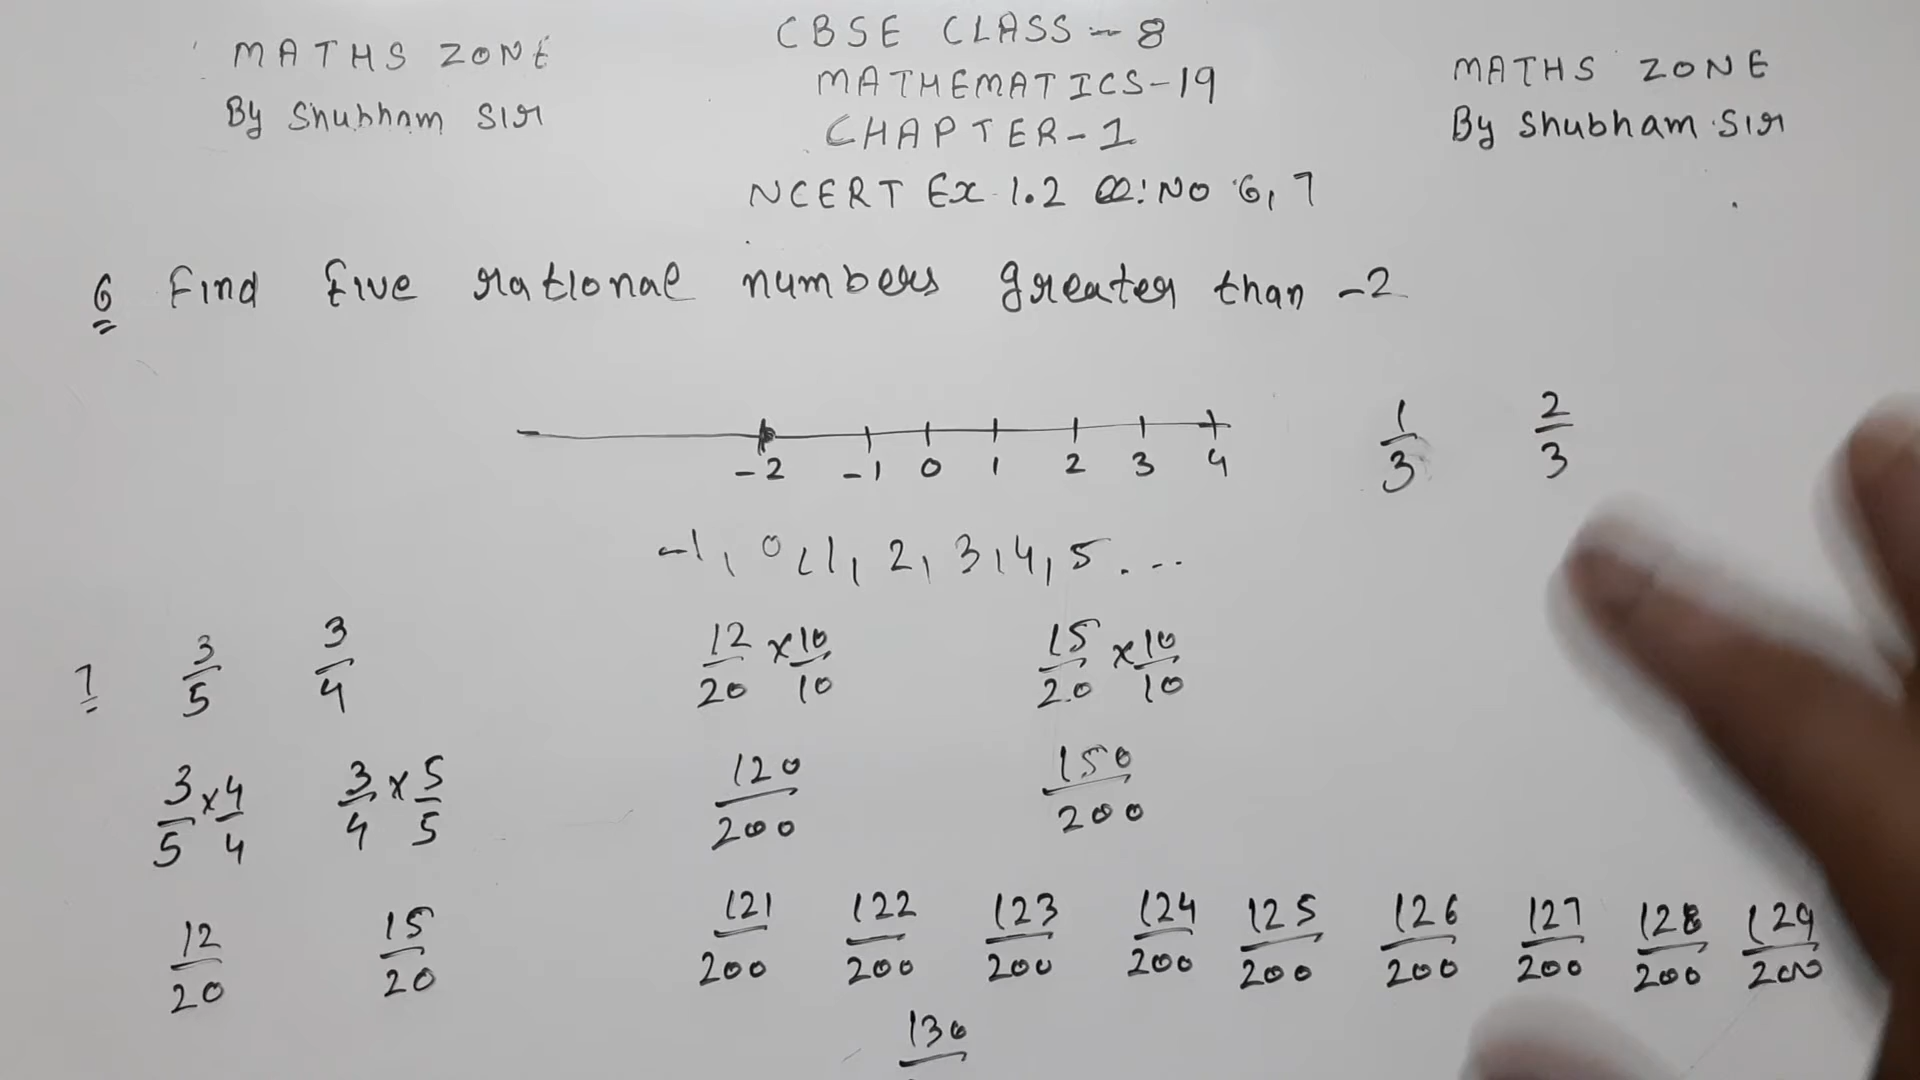 MATHS ZONE
By Shubham SIR
CBSE CLASS - 8
MATHEMATICS-19
CHAPTER-1
NCERT Ex 1.2 Q:NO 6,7
MATHS ZONE
By Shubham SIR
6 Find five rational numbers greater than -2
-2 -1 0 1 2 3 4
1/3 2/3
-1, 0, 1, 2, 3, 4, 5...
7 3/5 3/4
12/20 × 10/10 15/20 × 10/10
3/5 × 4/4 3/4 × 5/5
120/200 150/200
12/20 15/20
121/200 122/200 123/200 124/200 125/200 126/200 127/200 128/200 129/200
130